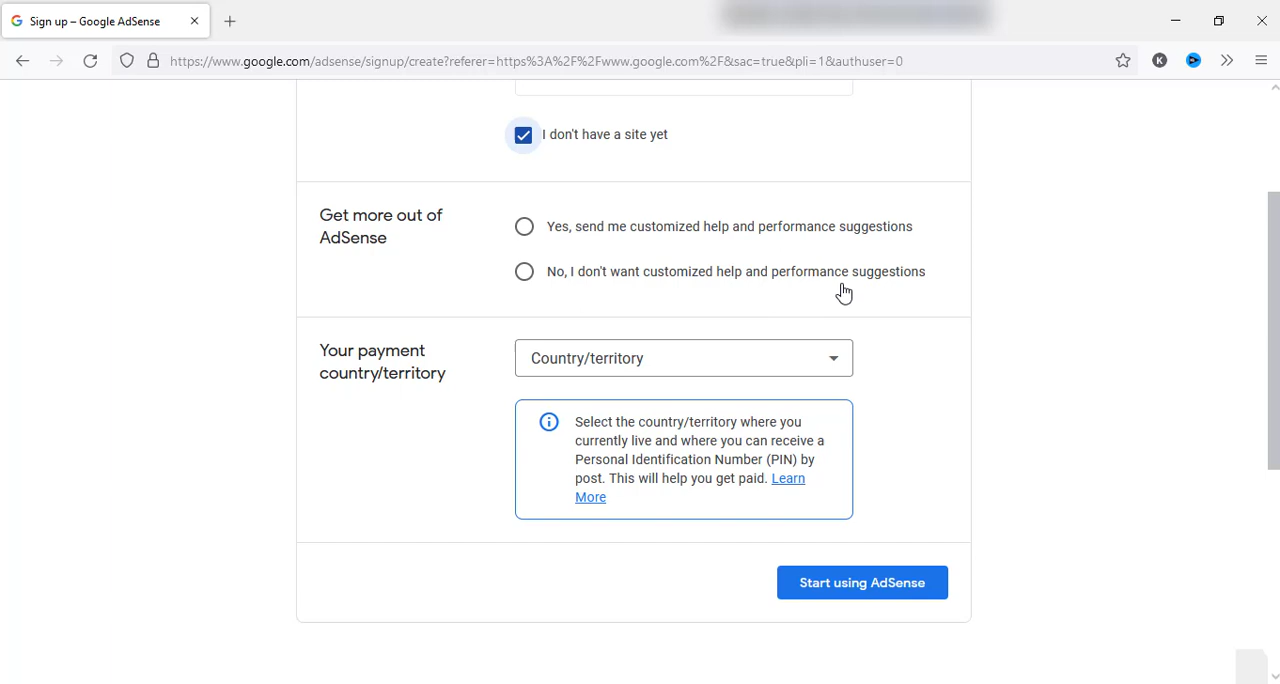 Sign up – Google AdSense
https://www.google.com/adsense/signup/create?referer=https%3A%2F%2Fwww.google.com%2F&sac=true&pli=1&authuser=0
K
I don't have a site yet
Get more out of
AdSense
Yes, send me customized help and performance suggestions
No, I don't want customized help and performance suggestions
Your payment
country/territory
Country/territory
Select the country/territory where you
currently live and where you can receive a
Personal Identification Number (PIN) by
post. This will help you get paid. Learn
More
Start using AdSense